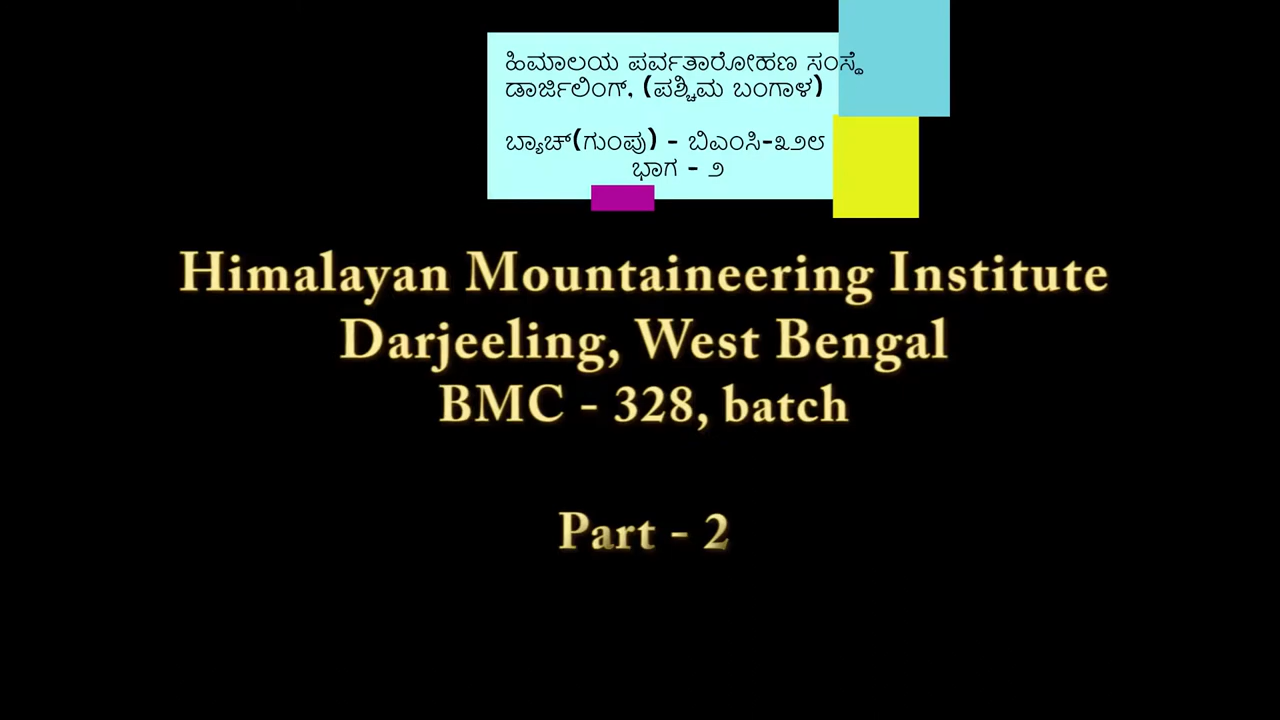 ಹಿಮಾಲಯ ಪರ್ವತಾರೋಹಣ ಸಂಸ್ಥೆ
ಡಾರ್ಜಿಲಿಂಗ್, (ಪಶ್ಚಿಮ ಬಂಗಾಳ)
ಬ್ಯಾಚ್(ಗುಂಪು) - ಬಿಎಂಸಿ-೩೨೮
ಭಾಗ - ೨
Himalayan Mountaineering Institute
Darjeeling, West Bengal
BMC - 328, batch
Part - 2